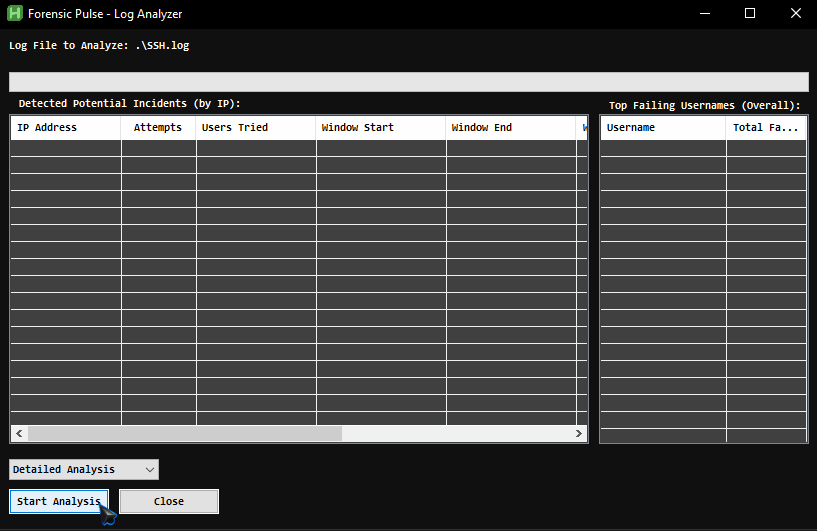 Forensic Pulse - Log Analyzer
Log File to Analyze: .\SSH.log
Detected Potential Incidents (by IP):
IP Address Attempts Users Tried Window Start Window End W
Top Failing Usernames (Overall):
Username Total Fa...
Detailed Analysis
Start Analysis Close